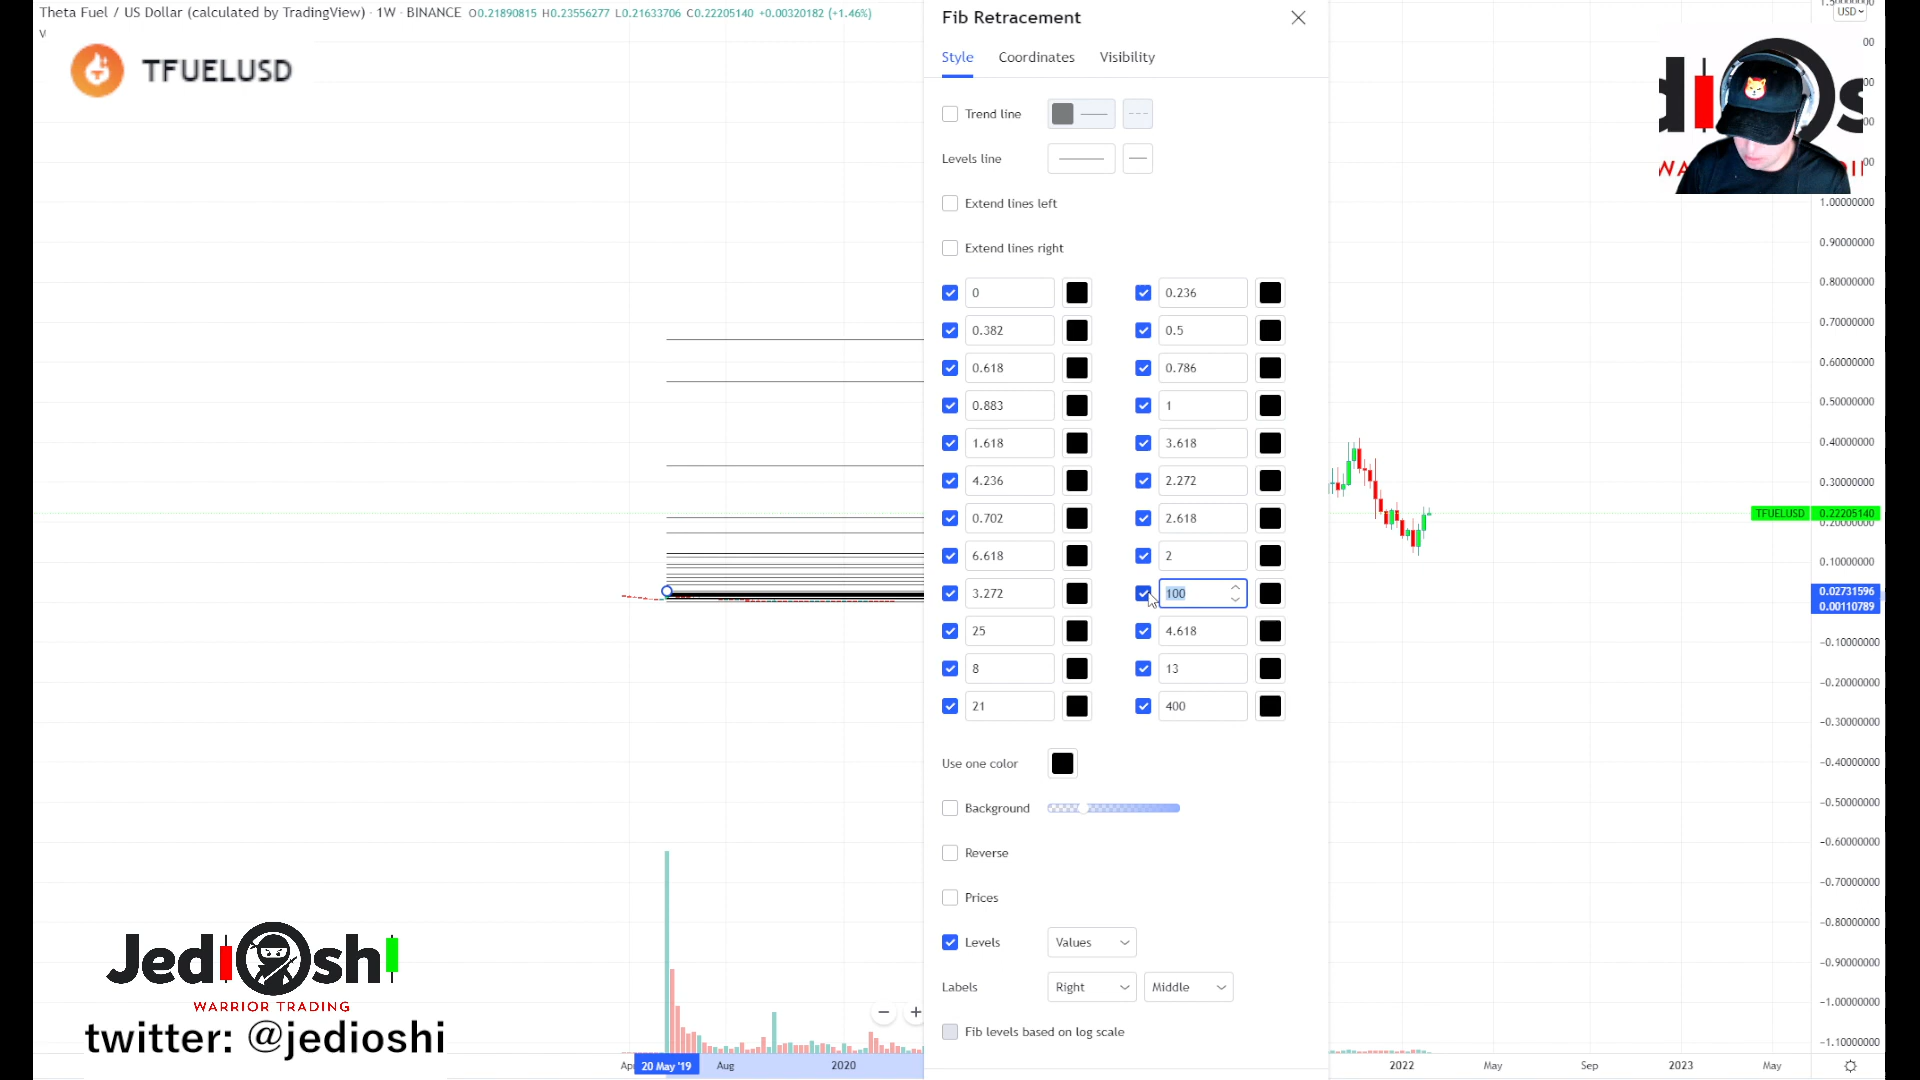 Theta Fuel / US Dollar (calculated by TradingView) · 1W · BINANCE O0.21890815 H0.23556277 L0.21633706 C0.22205140 +0.00320182 (+1.46%)
V
TFUELUSD
Fib Retracement
Style Coordinates Visibility
Trend line
Levels line
Extend lines left
Extend lines right
0 0.236
0.382 0.5
0.618 0.786
0.883 1
1.618 3.618
4.236 2.272
0.702 2.618
6.618 2
3.272 100
25 4.618
8 13
21 400
Use one color
Background
Reverse
Prices
Levels Values
Labels Right Middle
Fib levels based on log scale
USD
00
00
00
00
1.00000000
0.90000000
0.80000000
0.70000000
0.60000000
0.50000000
0.40000000
0.30000000
TFUELUSD 0.22205140
0.20000000
0.10000000
0.02731596
0.00110789
-0.10000000
-0.20000000
-0.30000000
-0.40000000
-0.50000000
-0.60000000
-0.70000000
-0.80000000
-0.90000000
-1.00000000
-1.10000000
JediOshi
WARRIOR TRADING
twitter: @jedioshi
20 May '19 Aug 2020 2022 May Sep 2023 May